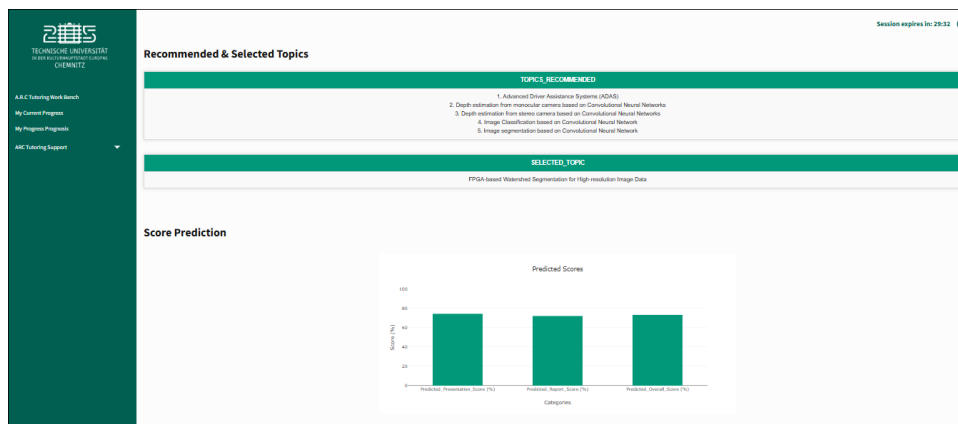 Session expires in: 29:32
TECHNISCHE UNIVERSITÄT
IN DER KULTURHAUPTSTADT EUROPAS
CHEMNITZ
A.R.C Tutoring Work Bench
My Current Progress
My Progress Prognosis
ARC Tutoring Support
Recommended & Selected Topics
TOPICS_RECOMMENDED
1. Advanced Driver Assistance Systems (ADAS)
2. Depth estimation from monocular camera based on Convolutional Neural Networks
3. Depth estimation from stereo camera based on Convolutional Neural Networks
4. Image Classification based on Convolutional Neural Network
5. Image segmentation based on Convolutional Neural Network
SELECTED_TOPIC
FPGA-based Watershed Segmentation for High-resolution Image Data
Score Prediction
Predicted Scores
100
80
60
40
20
0
Score (%)
Predicted_Presentation_Score (%)
Predicted_Report_Score (%)
Predicted_Overall_Score (%)
Categories